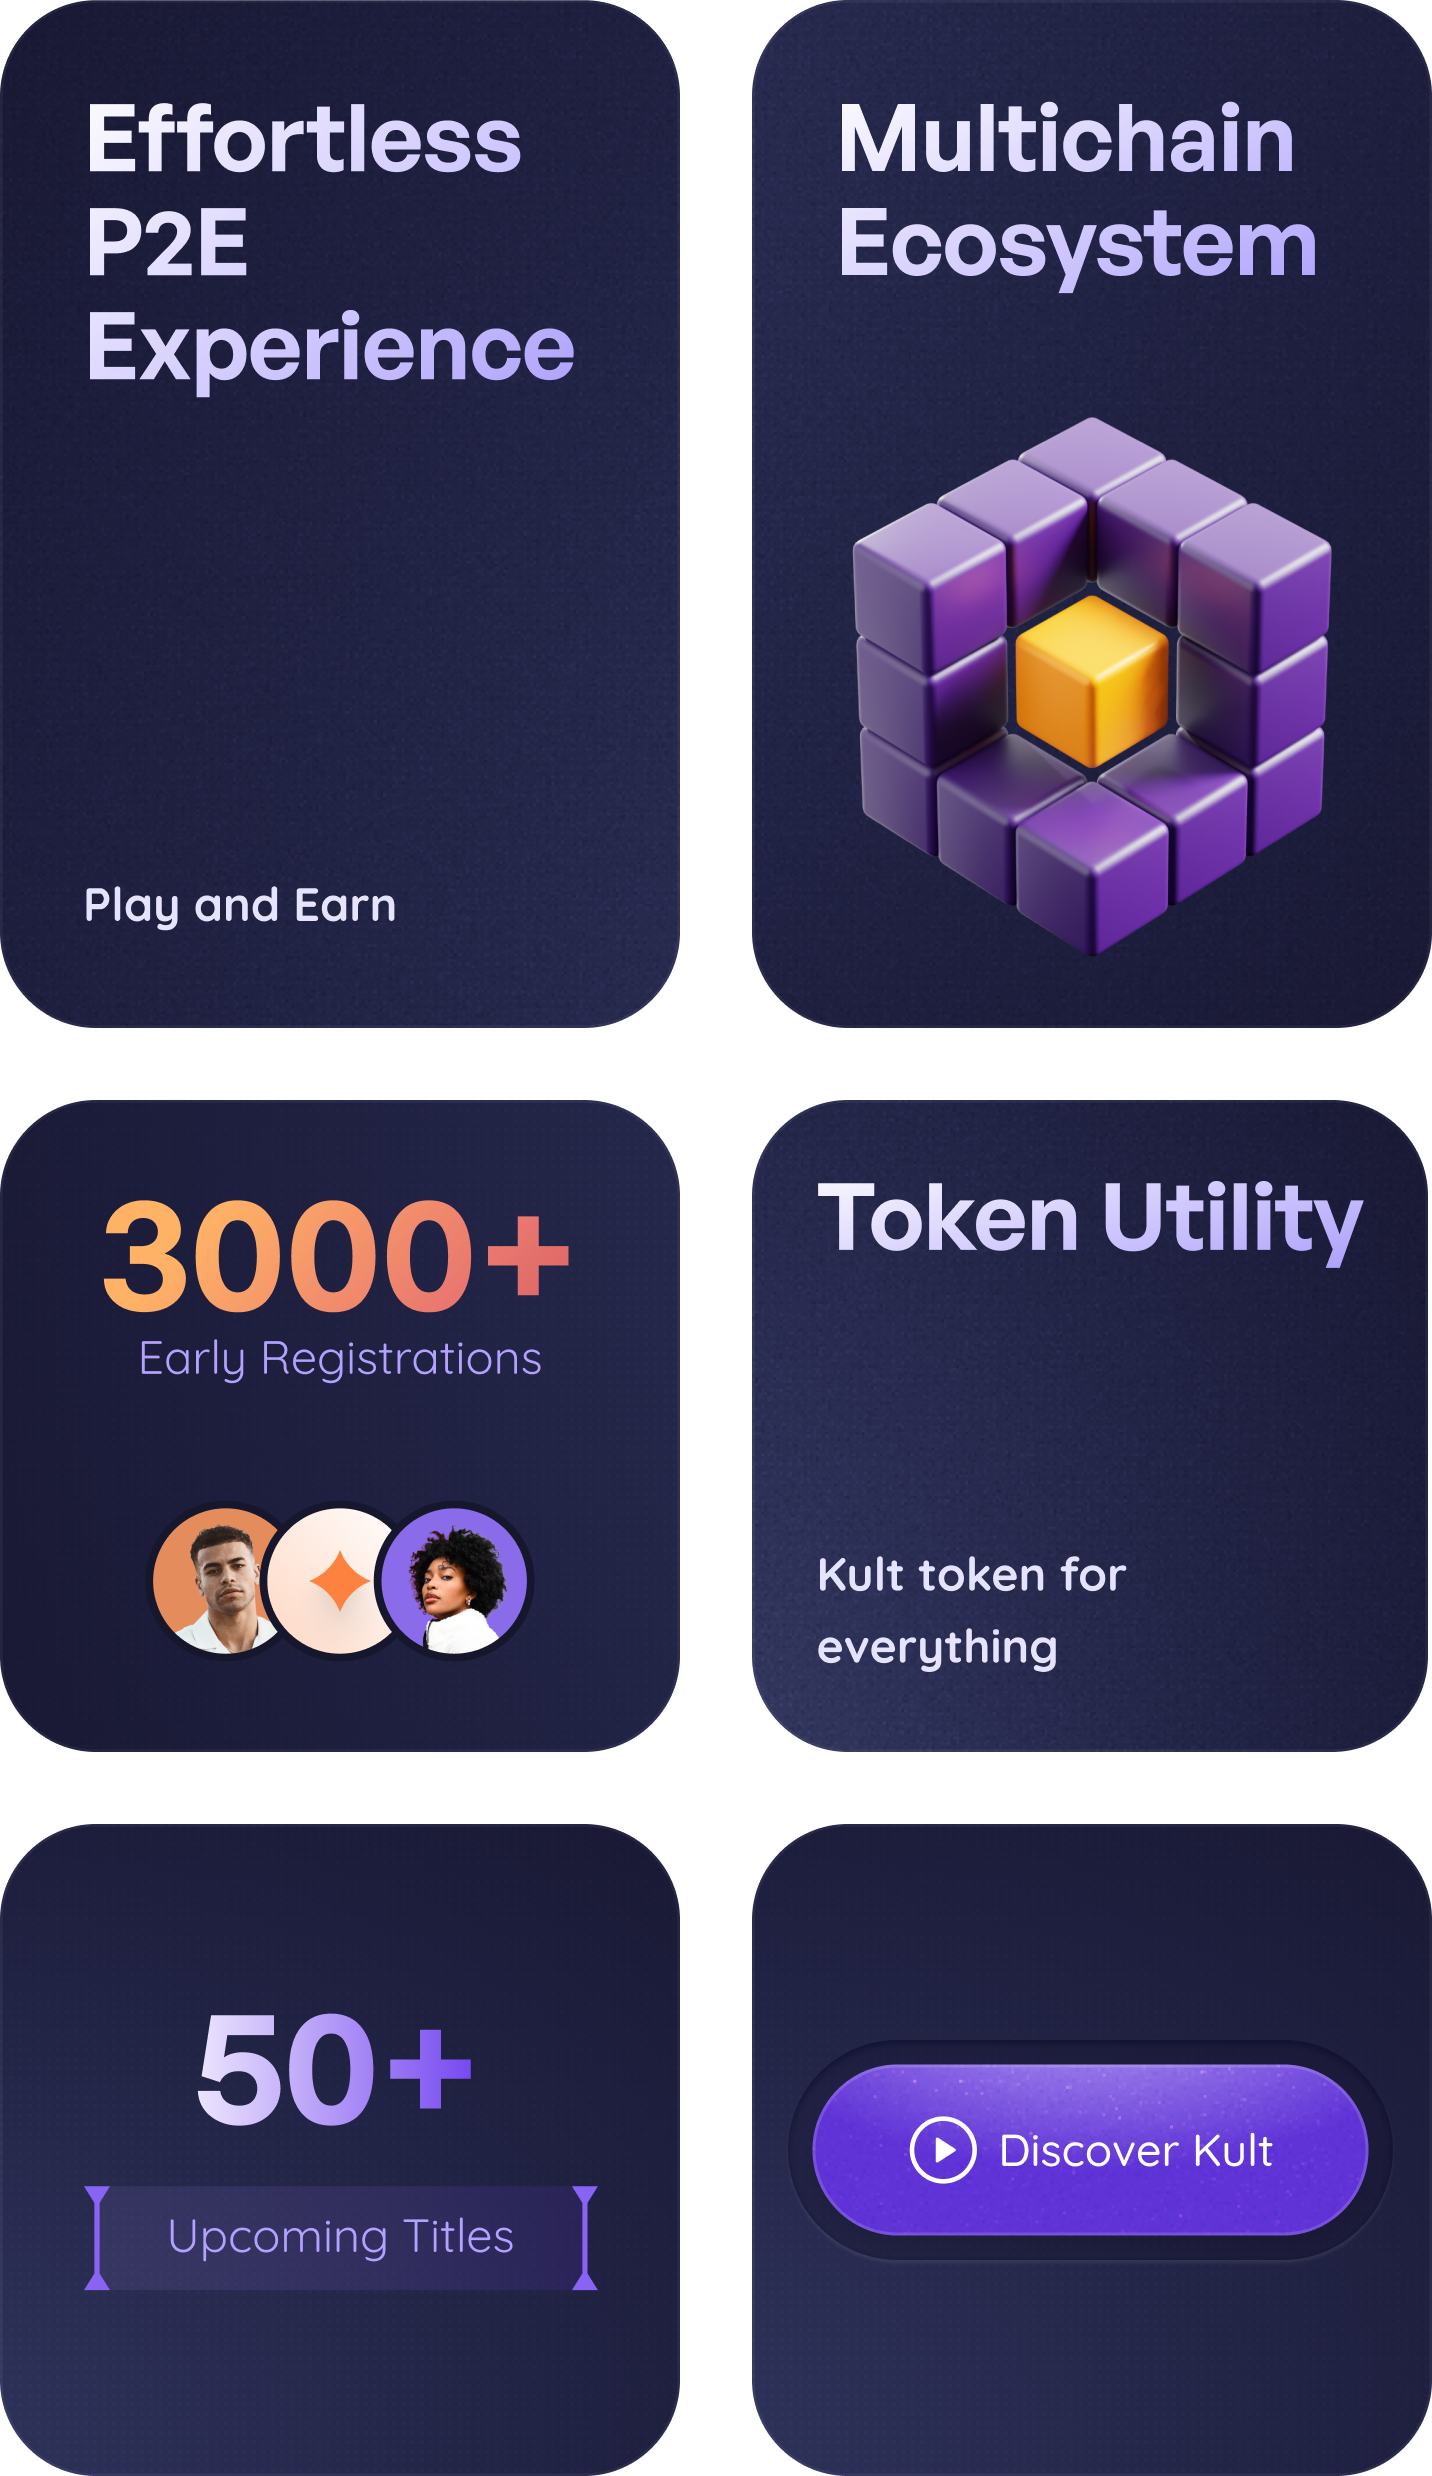 Effortless
P2E
Experience
Play and Earn
Multichain
Ecosystem
3000+
Early Registrations
Token Utility
Kult token for
everything
50+
Upcoming Titles
Discover Kult